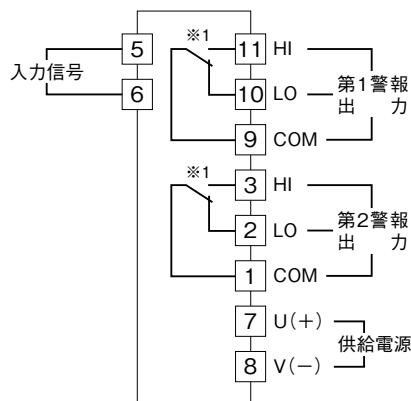 5
入力信号
6
※1
11 HI
10 LO
9 COM
第1警報
出 力
※1
3 HI
2 LO
1 COM
第2警報
出 力
7 U(+)
8 V(−)
供給電源